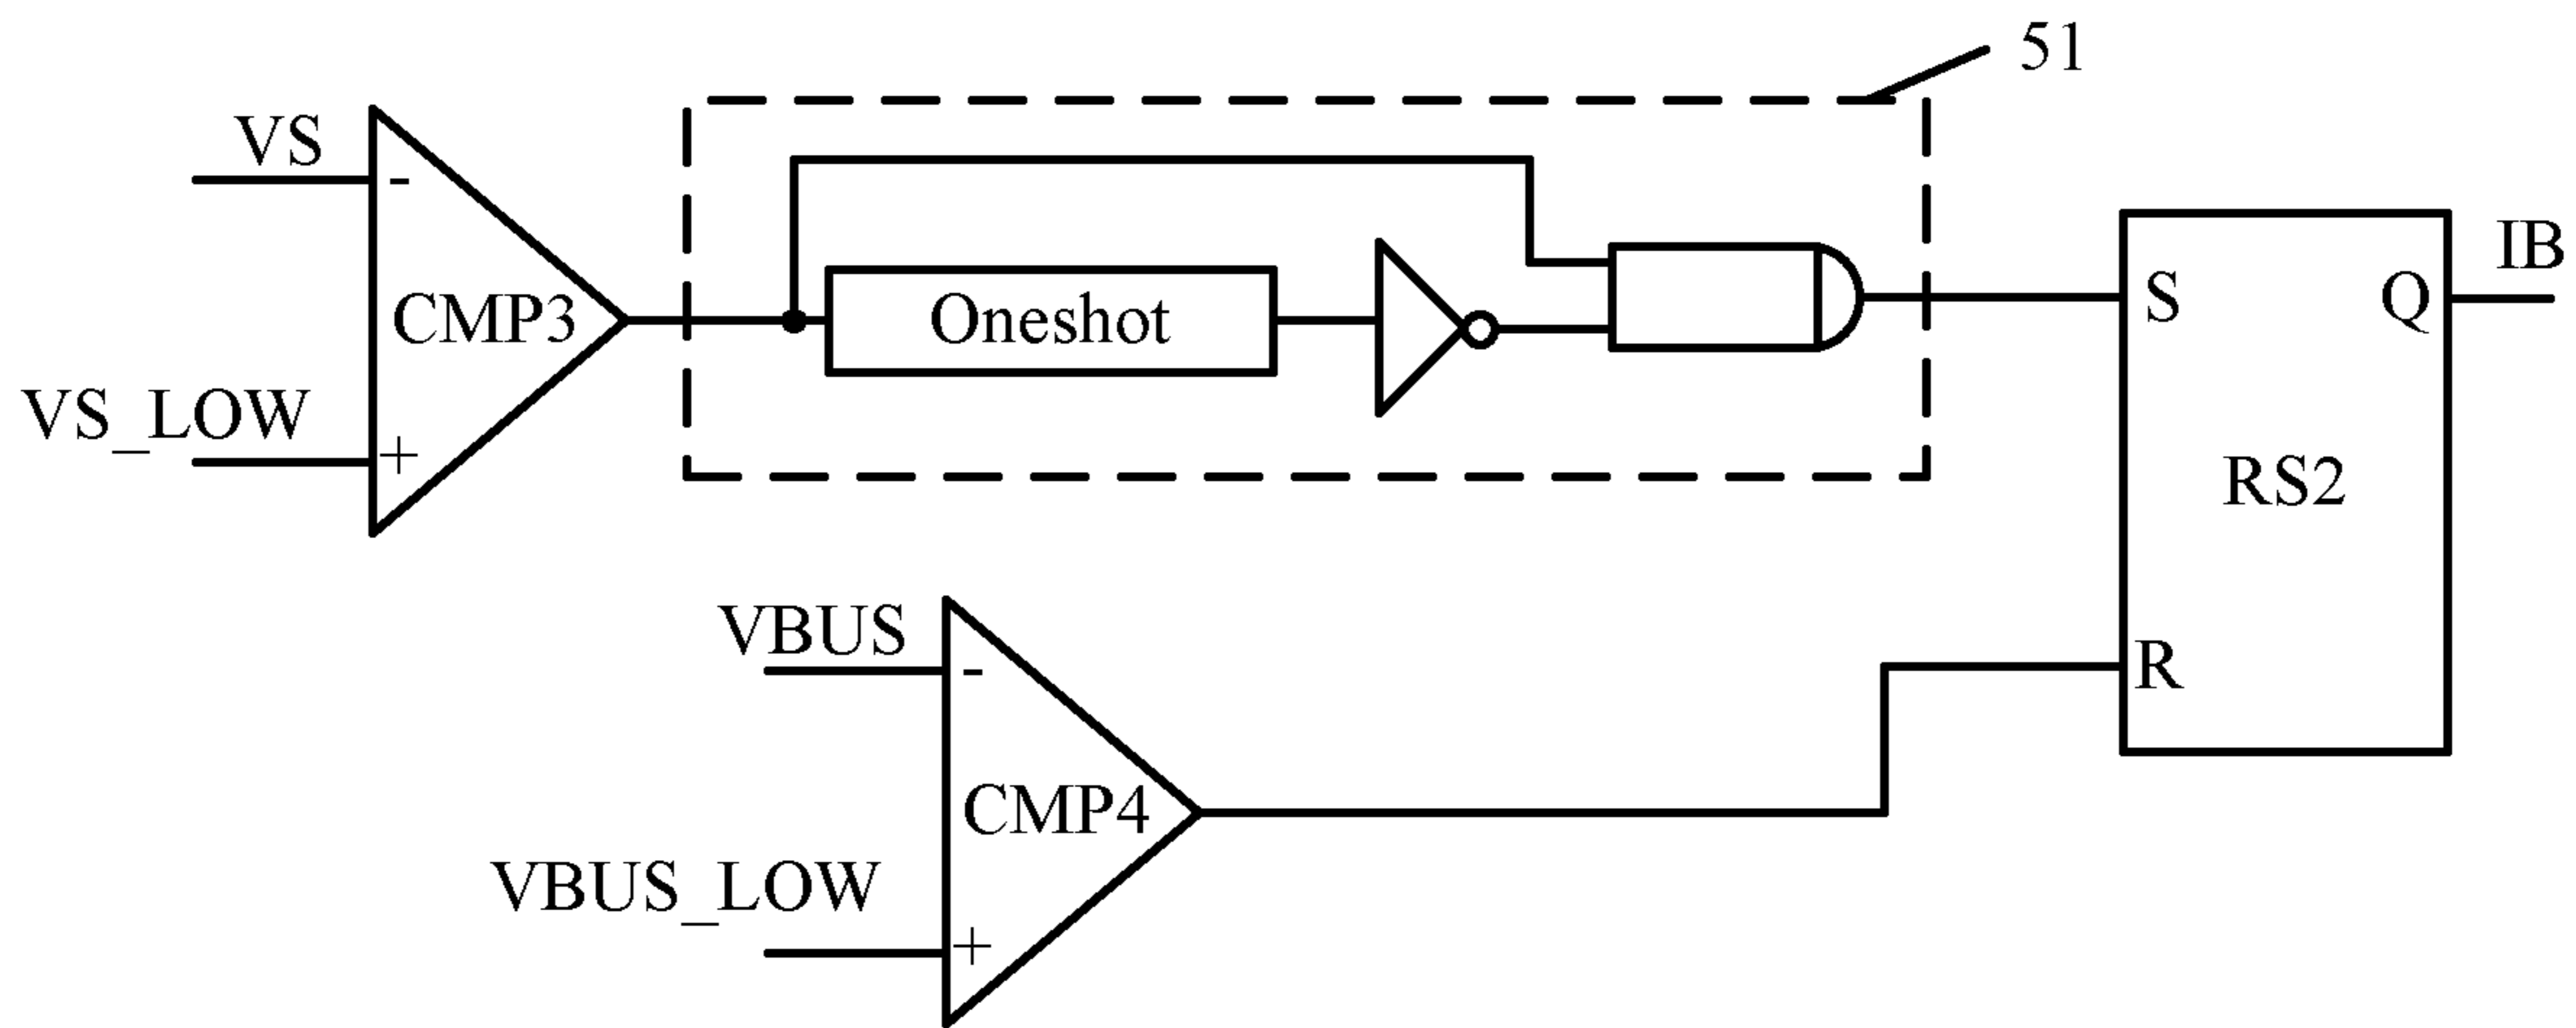 51
VS
-
IB
S
Q
CMP3
Oneshot
VS_LOW
+
RS2
VBUS
-
R
CMP4
VBUS_LOW
+